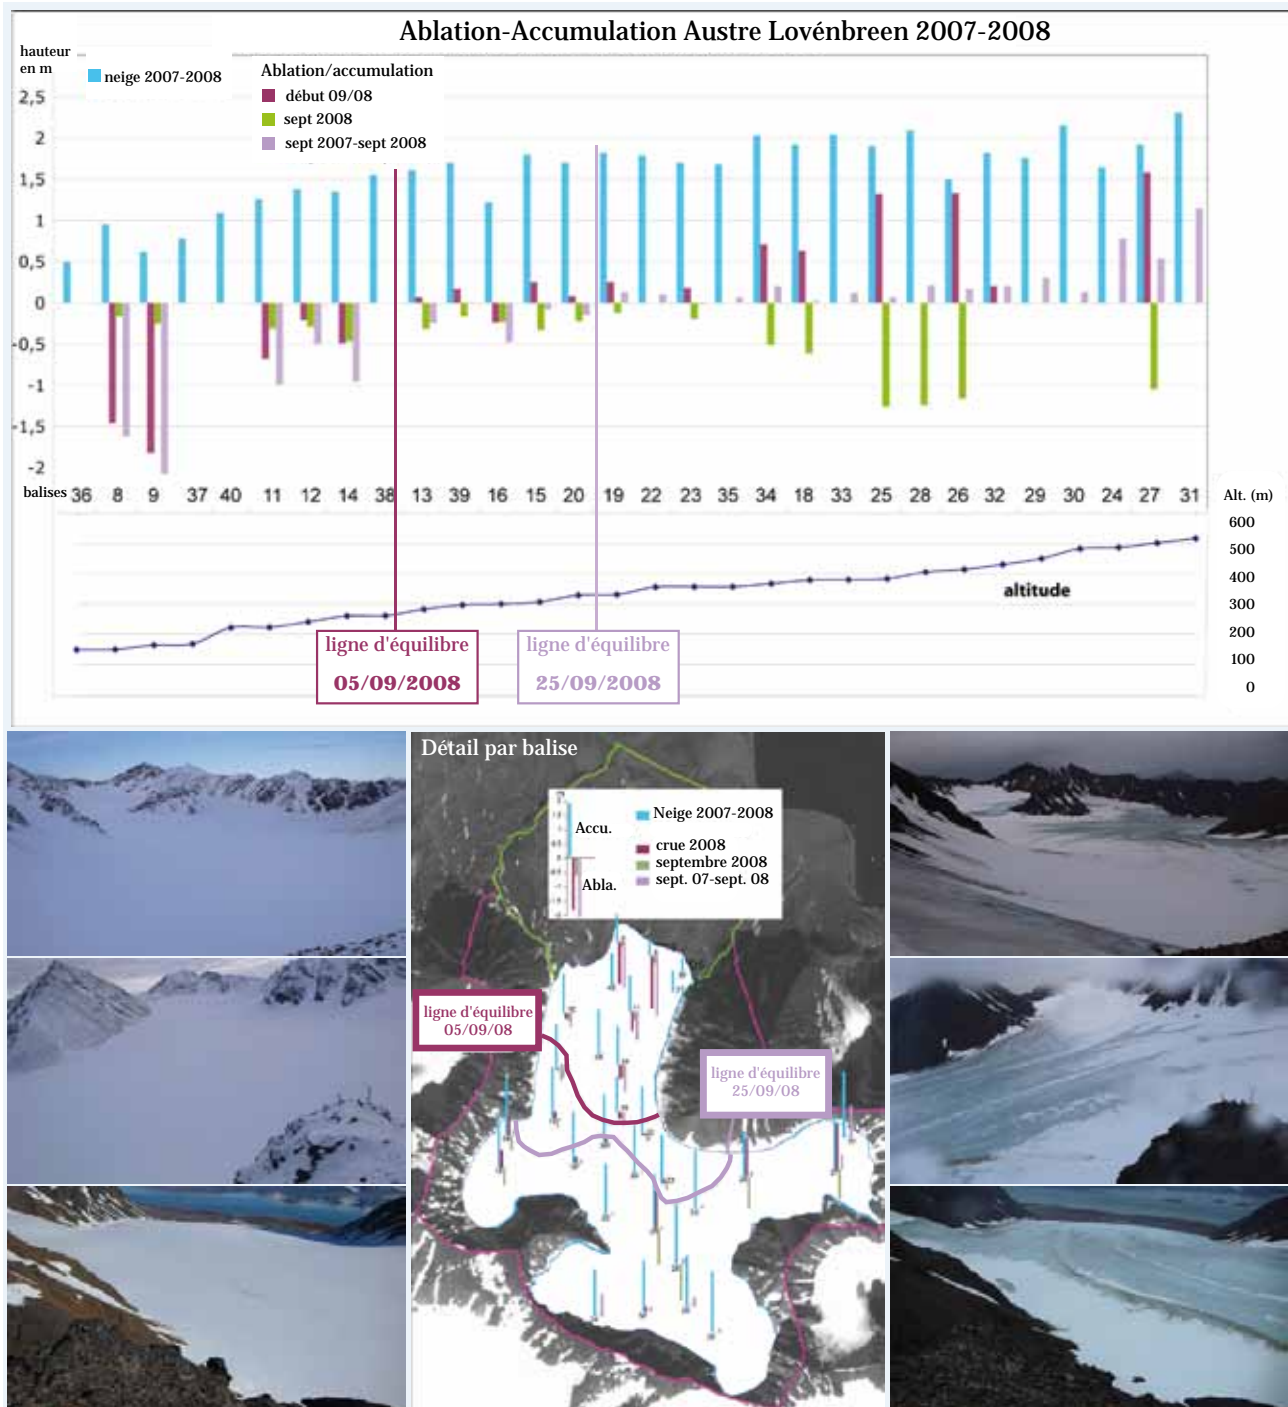 Ablation-Accumulation Austre Lovénbreen 2007-2008
hauteur
en m
neige 2007-2008
Ablation/accumulation
début 09/08
sept 2008
sept 2007-sept 2008
2,5
2
1,5
1
0,5
0
-0,5
-1
-1,5
-2
balises 36 8 9 37 40 11 12 14 38 13 39 16 15 20 19 22 23 35 34 18 33 25 28 26 32 29 30 24 27 31
Alt. (m)
600
500
400
300
200
100
0
altitude
ligne d'équilibre
05/09/2008
ligne d'équilibre
25/09/2008
Détail par balise
Accu.
Abla.
Neige 2007-2008
crue 2008
septembre 2008
sept. 07-sept. 08
ligne d'équilibre
05/09/08
ligne d'équilibre
25/09/08